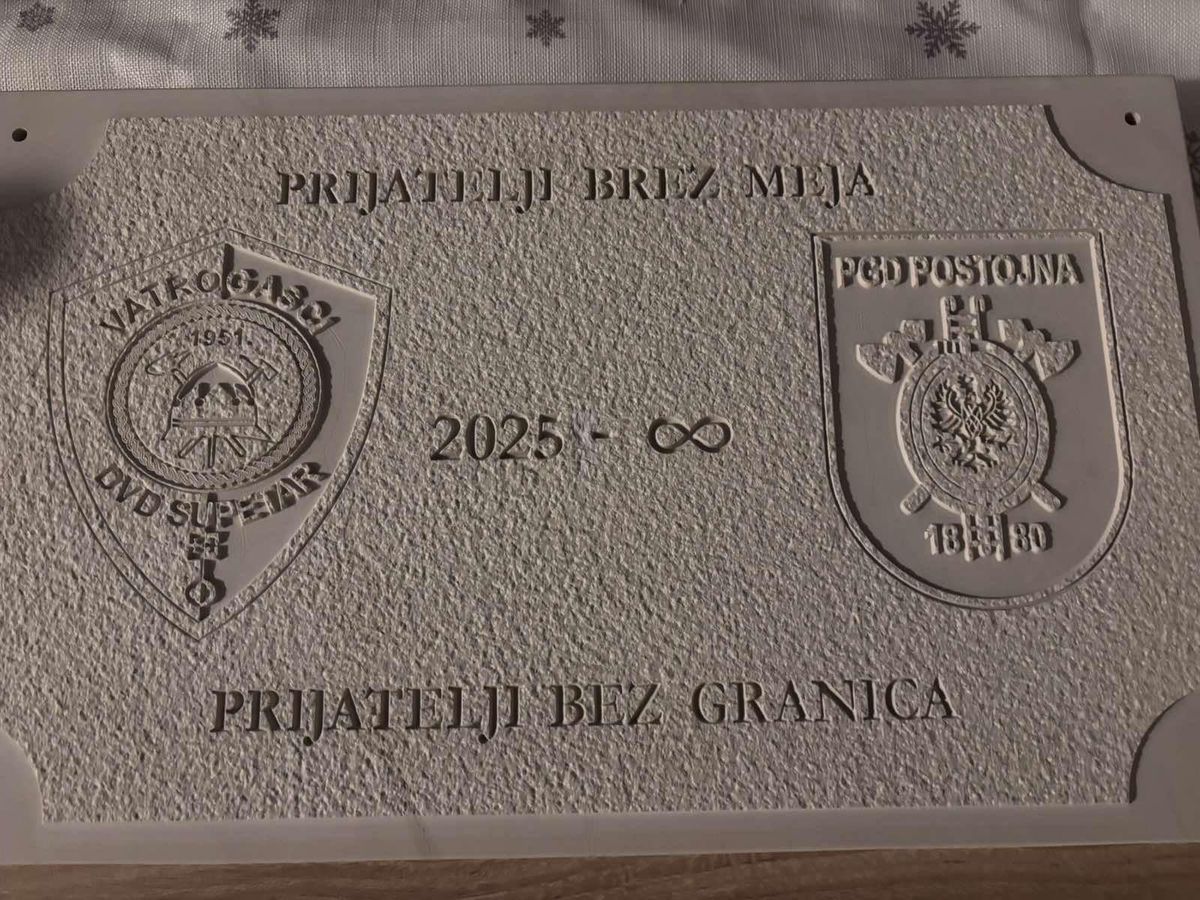 PRIJATELJI BREZ MEJA
VATROGASCI
1951.
DVD SUPETAR
2025 - ∞
PGD POSTOJNA
1880
PRIJATELJI BEZ GRANICA